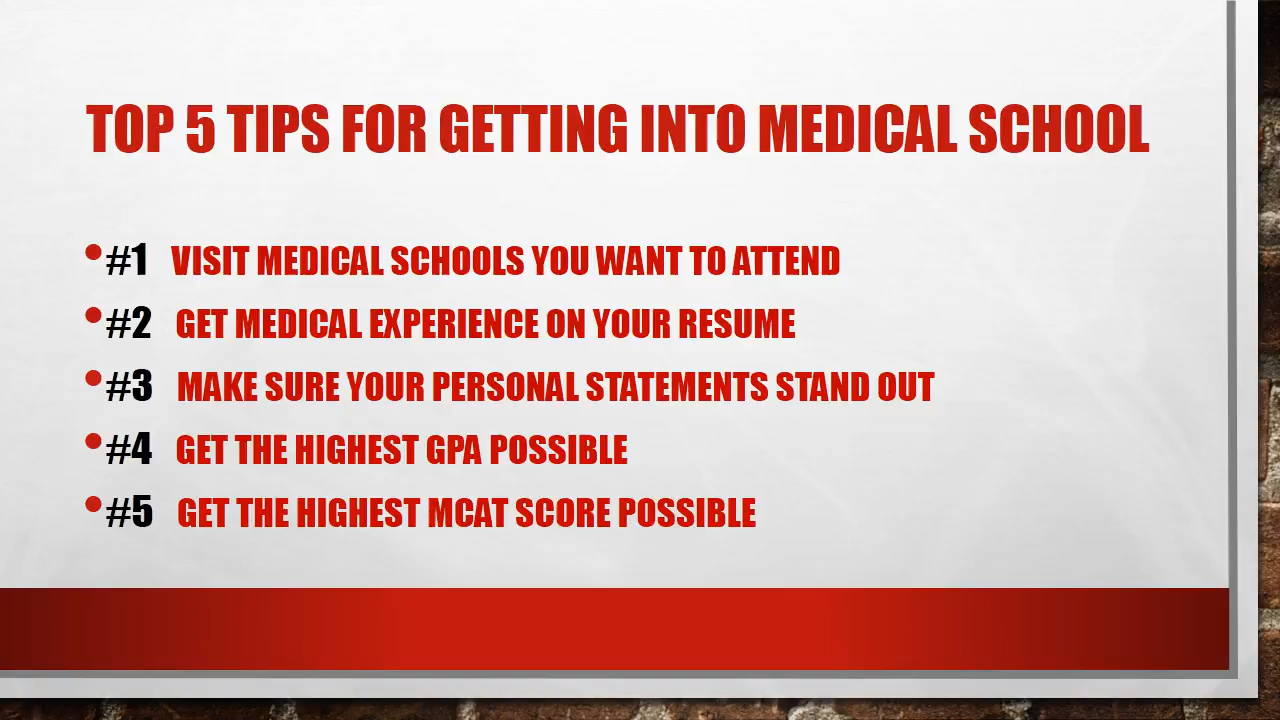 TOP 5 TIPS FOR GETTING INTO MEDICAL SCHOOL
•#1 VISIT MEDICAL SCHOOLS YOU WANT TO ATTEND
•#2 GET MEDICAL EXPERIENCE ON YOUR RESUME
•#3 MAKE SURE YOUR PERSONAL STATEMENTS STAND OUT
•#4 GET THE HIGHEST GPA POSSIBLE
•#5 GET THE HIGHEST MCAT SCORE POSSIBLE